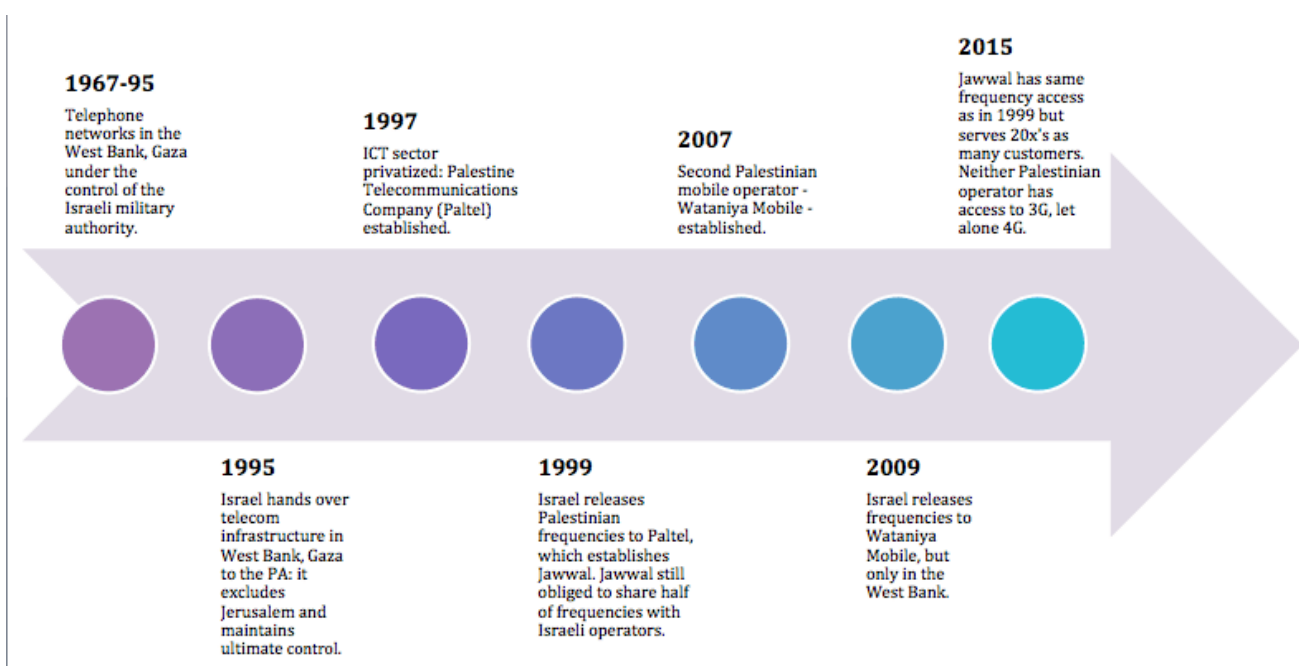 1967-95
Telephone
networks in the
West Bank, Gaza
under the
control of the
Israeli military
authority.
1995
Israel hands over
telecom
infrastructure in
West Bank, Gaza
to the PA: it
excludes
Jerusalem and
maintains
ultimate control.
1997
ICT sector
privatized: Palestine
Telecommunications
Company (Paltel)
established.
1999
Israel releases
Palestinian
frequencies to Paltel,
which establishes
Jawwal. Jawwal still
obliged to share half
of frequencies with
Israeli operators.
2007
Second Palestinian
mobile operator -
Wataniya Mobile -
established.
2009
Israel releases
frequencies to
Wataniya
Mobile, but
only in the
West Bank.
2015
Jawwal has same
frequency access
as in 1999 but
serves 20x's as
many customers.
Neither Palestinian
operator has
access to 3G, let
alone 4G.